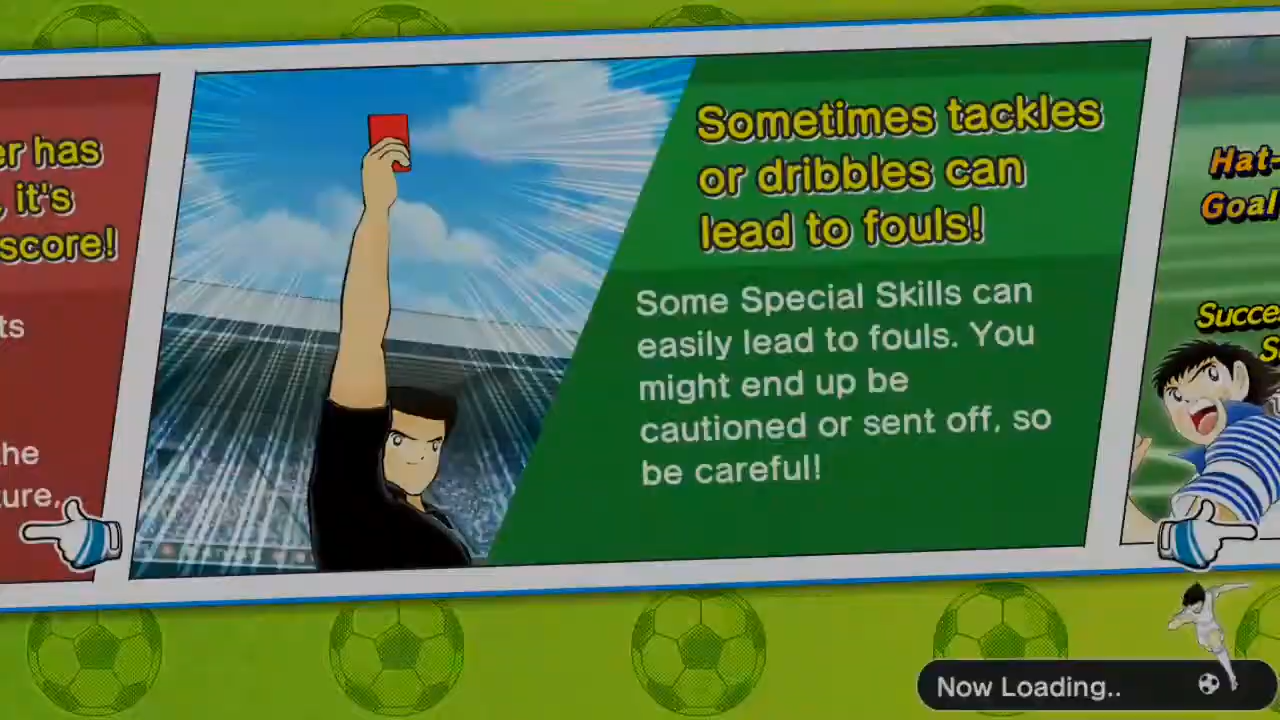 er has
, it's
score!
ts
he
ture,
Sometimes tackles
or dribbles can
lead to fouls!
Some Special Skills can
easily lead to fouls. You
might end up be
cautioned or sent off, so
be careful!
Hat-
Goal
Succe
S
Now Loading..